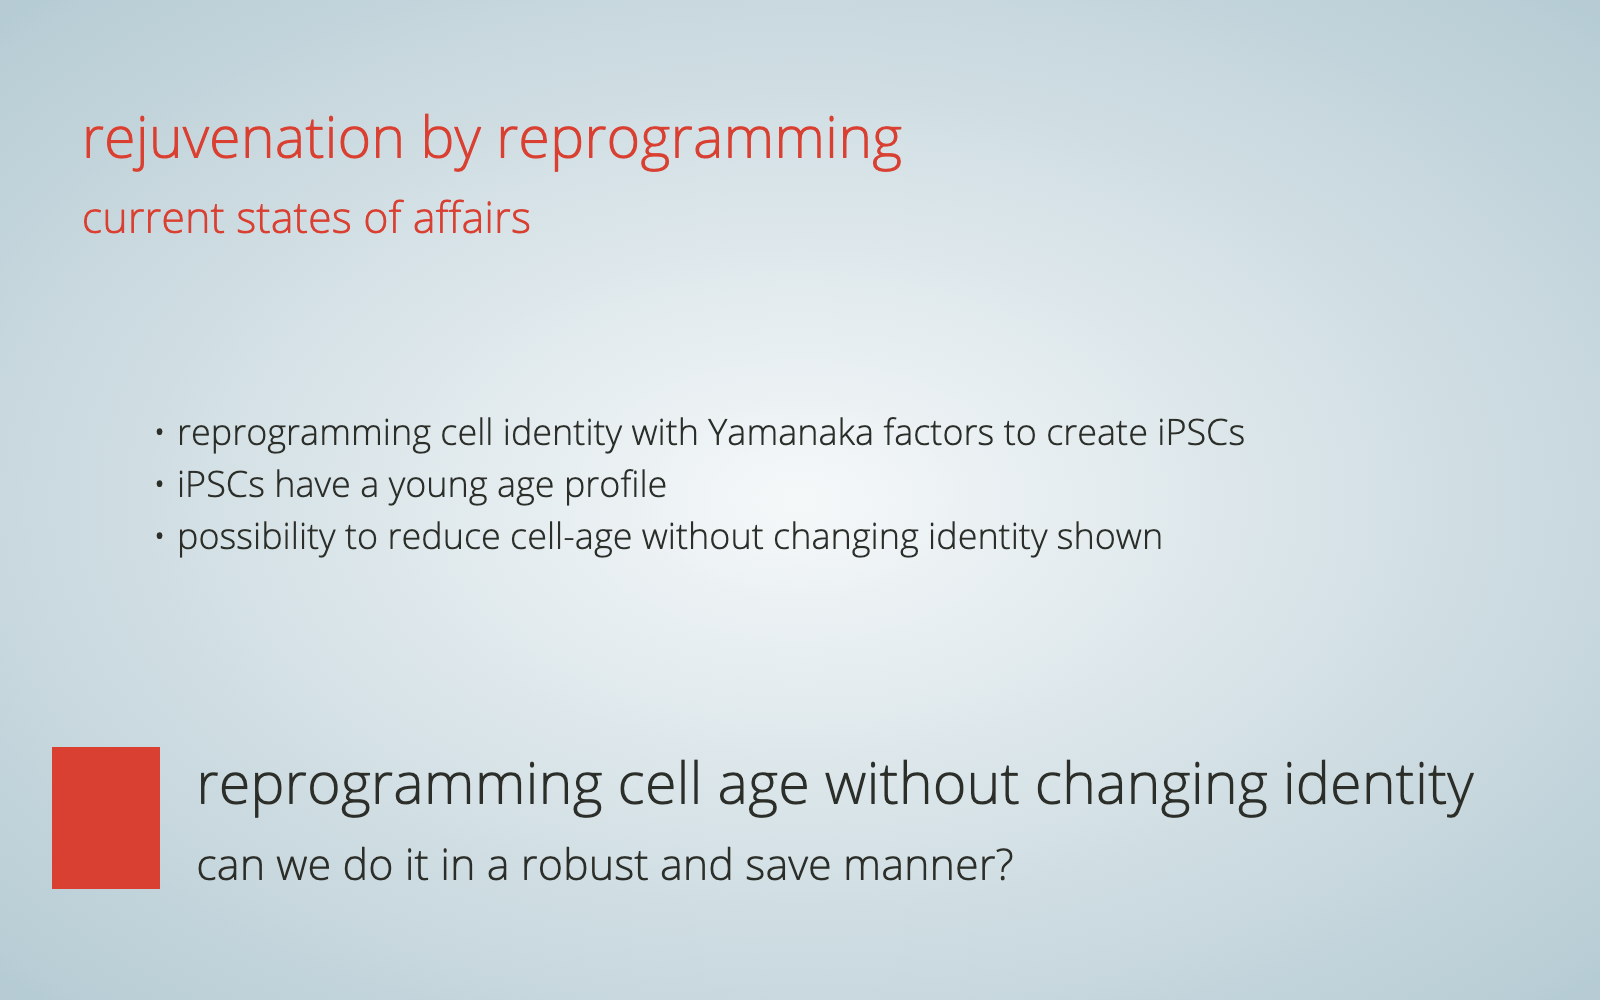 rejuvenation by reprogramming
current states of affairs
• reprogramming cell identity with Yamanaka factors to create iPSCs
• iPSCs have a young age profile
• possibility to reduce cell-age without changing identity shown
reprogramming cell age without changing identity
can we do it in a robust and save manner?